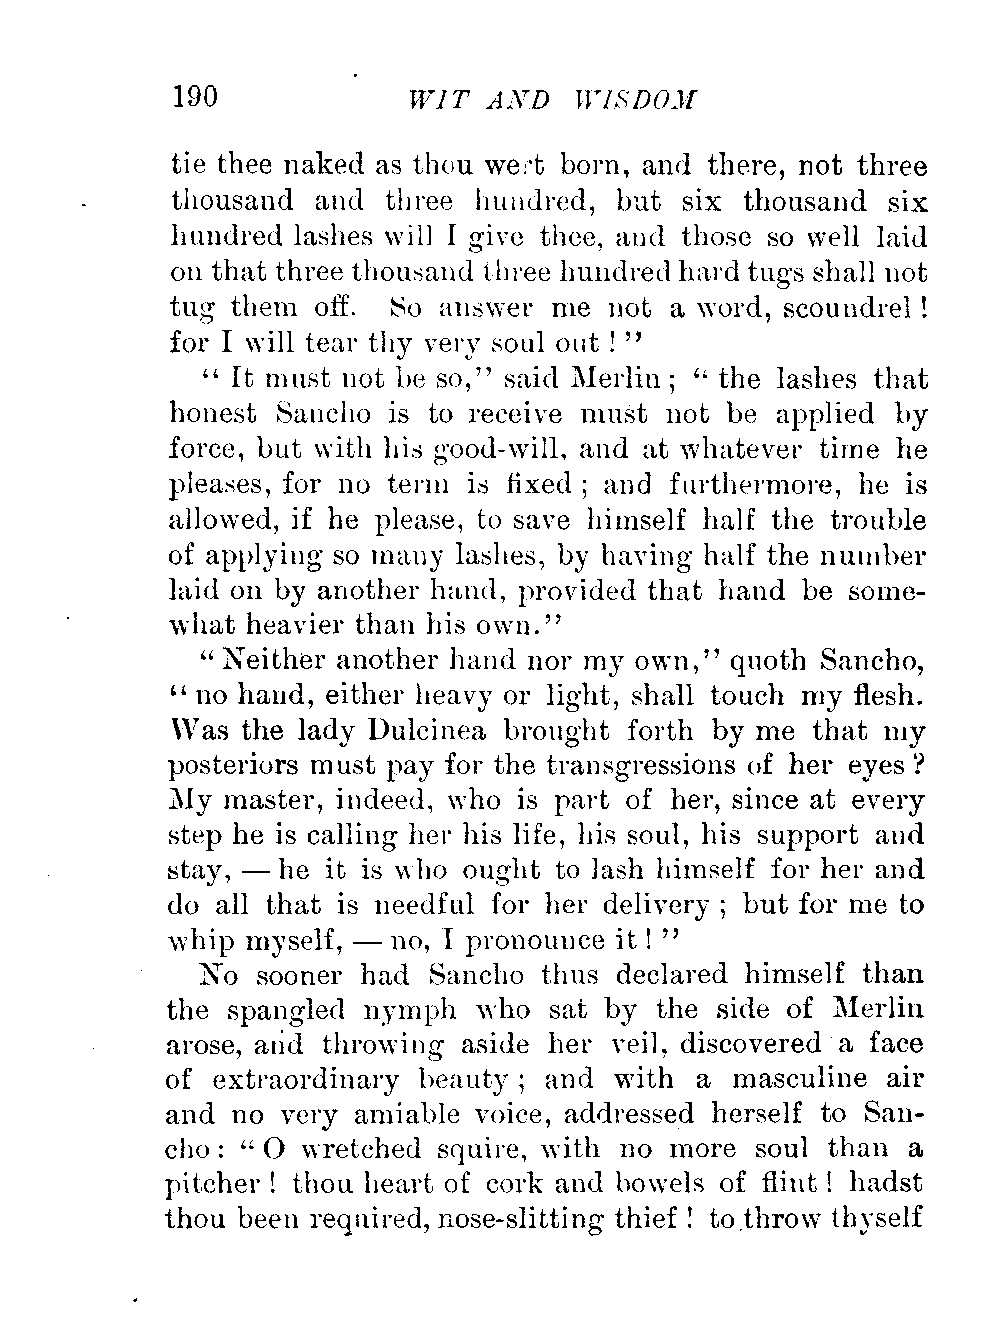 190 WIT AND WISDOM
tie thee naked as thou wert born, and there, not three
thousand and three hundred, but six thousand six
hundred lashes will I give thee, and those so well laid
on that three thousand three hundred hard tugs shall not
tug them off. So answer me not a word, scoundrel!
for I will tear thy very soul out!”
“It must not be so,” said Merlin; “the lashes that
honest Sancho is to receive must not be applied by
force, but with his good-will, and at whatever time he
pleases, for no term is fixed; and furthermore, he is
allowed, if he please, to save himself half the trouble
of applying so many lashes, by having half the number
laid on by another hand, provided that hand be some-
what heavier than his own.”
“Neither another hand nor my own,” quoth Sancho,
“no hand, either heavy or light, shall touch my flesh.
Was the lady Dulcinea brought forth by me that my
posteriors must pay for the transgressions of her eyes?
My master, indeed, who is part of her, since at every
step he is calling her his life, his soul, his support and
stay, — he it is who ought to lash himself for her and
do all that is needful for her delivery; but for me to
whip myself, — no, I pronounce it!”
No sooner had Sancho thus declared himself than
the spangled nymph who sat by the side of Merlin
arose, and throwing aside her veil, discovered a face
of extraordinary beauty; and with a masculine air
and no very amiable voice, addressed herself to San-
cho: “O wretched squire, with no more soul than a
pitcher! thou heart of cork and bowels of flint! hadst
thou been required, nose-slitting thief! to throw thyself